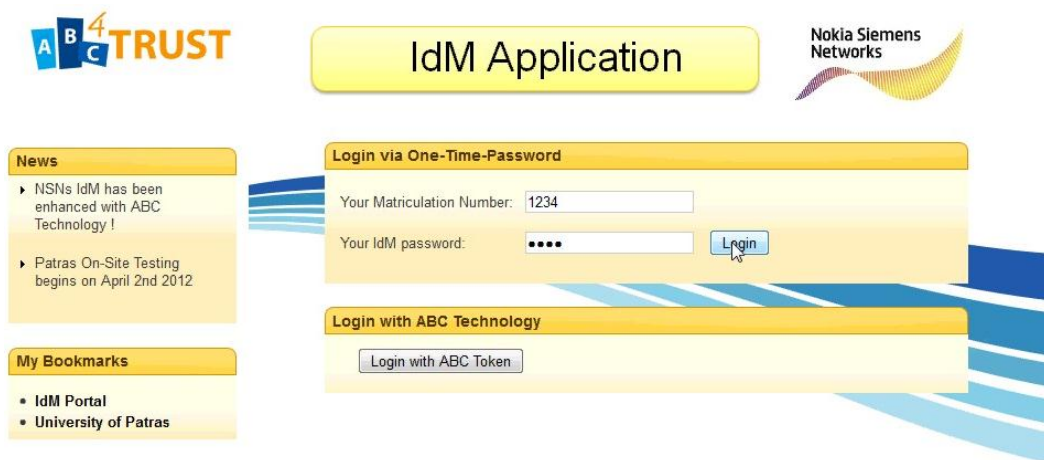 ABC4TRUST
IdM Application
Nokia Siemens
Networks
News
NSNs IdM has been
enhanced with ABC
Technology !
Patras On-Site Testing
begins on April 2nd 2012
My Bookmarks
IdM Portal
University of Patras
Login via One-Time-Password
Your Matriculation Number: 1234
Your IdM password: •••• Login
Login with ABC Technology
Login with ABC Token